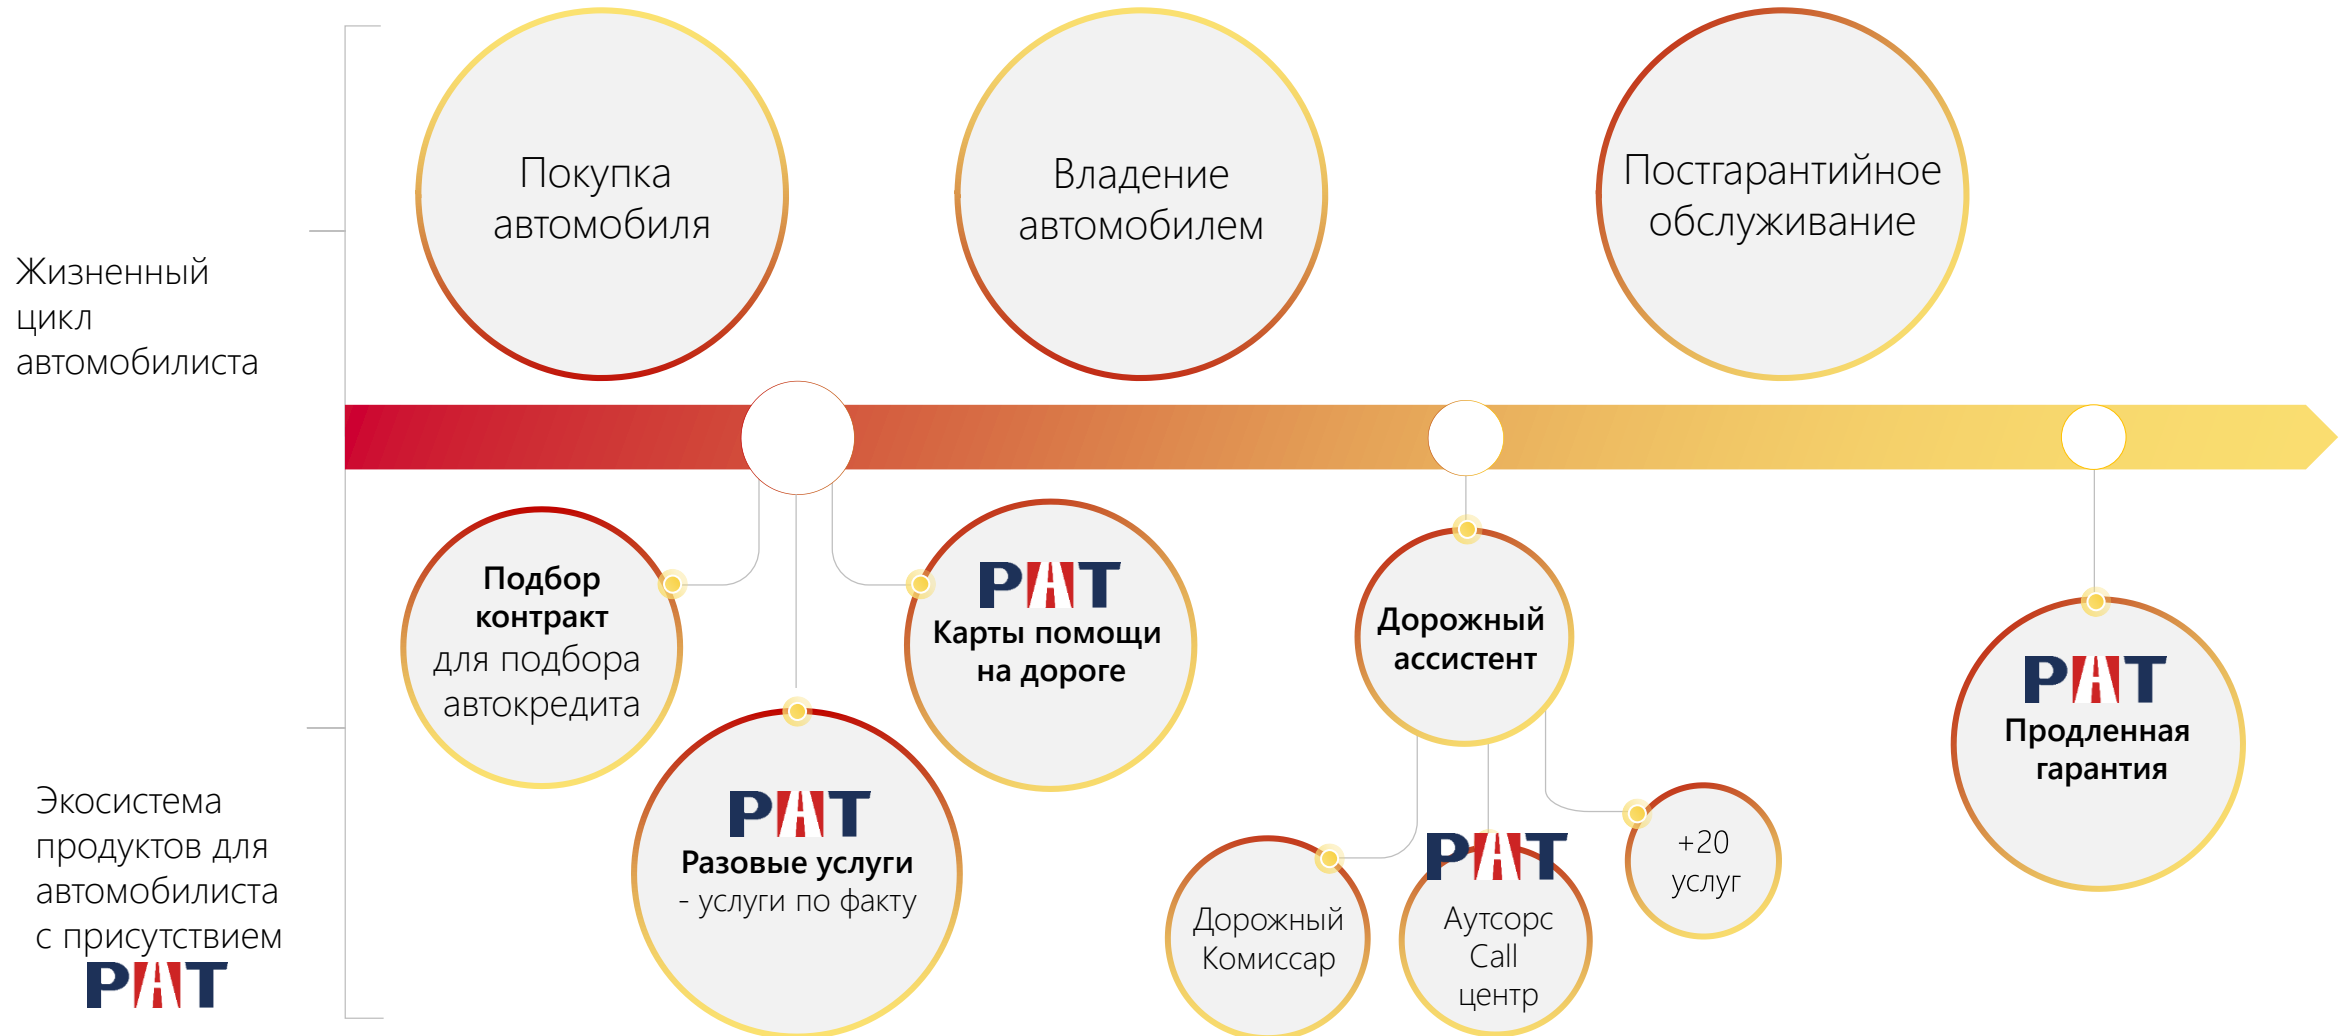 Покупка
автомобиля
Владение
автомобилем
Постгарантийное
обслуживание
Жизненный
цикл
автомобилиста
Подбор
контракт
для подбора
автокредита
РАТ
Карты помощи
на дороге
Дорожный
ассистент
РАТ
Продленная
гарантия
РАТ
Разовые услуги
- услуги по факту
Дорожный
Комиссар
РАТ
Аутсорс
Call
центр
+20
услуг
Экосистема
продуктов для
автомобилиста
с присутствием
РАТ